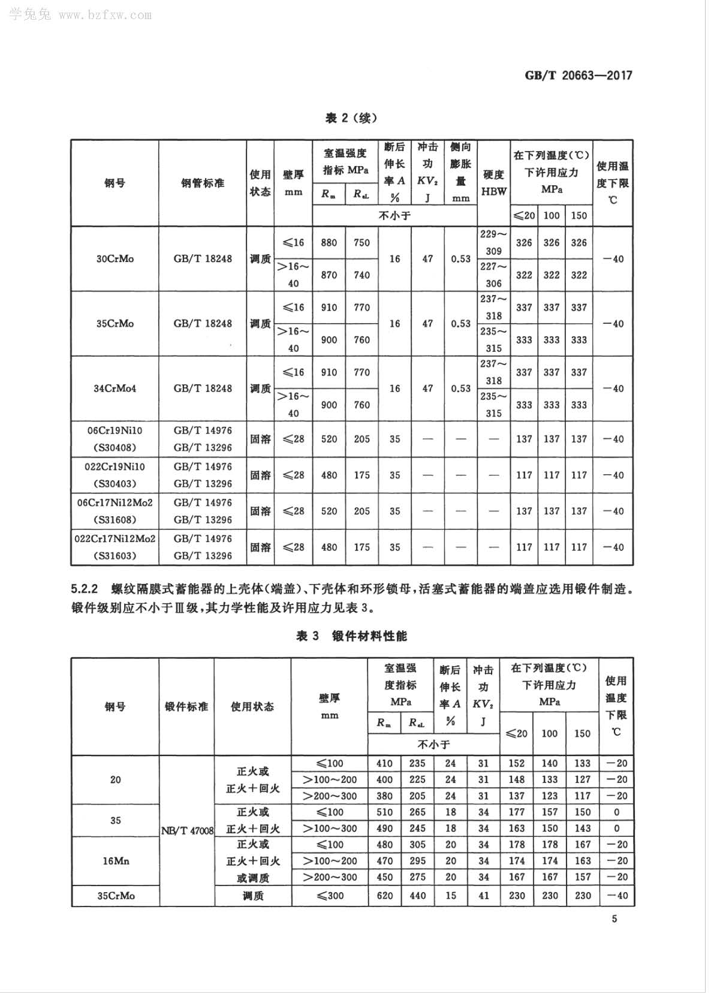 学兔兔 www.bzfxw.com
GB/T 20663—2017
表 2（续）
钢号 钢管标准 使用状态 壁厚 mm 室温强度指标 MPa 断后伸长率 A % 冲击功 KV₂ J 侧向膨胀量 mm 硬度 HBW 在下列温度(℃)下许用应力 MPa 使用温度下限 ℃
Rm ReL
不小于 ≤20 100 150
30CrMo GB/T 18248 调质 ≤16 880 750 16 47 0.53 229～309 326 326 326 －40
＞16～40 870 740 227～306 322 322 322
35CrMo GB/T 18248 调质 ≤16 910 770 16 47 0.53 237～318 337 337 337 －40
＞16～40 900 760 235～315 333 333 333
34CrMo4 GB/T 18248 调质 ≤16 910 770 16 47 0.53 237～318 337 337 337 －40
＞16～40 900 760 235～315 333 333 333
06Cr19Ni10 (S30408) GB/T 14976 GB/T 13296 固溶 ≤28 520 205 35 — — — 137 137 137 －40
022Cr19Ni10 (S30403) GB/T 14976 GB/T 13296 固溶 ≤28 480 175 35 — — — 117 117 117 －40
06Cr17Ni12Mo2 (S31608) GB/T 14976 GB/T 13296 固溶 ≤28 520 205 35 — — — 137 137 137 －40
022Cr17Ni12Mo2 (S31603) GB/T 14976 GB/T 13296 固溶 ≤28 480 175 35 — — — 117 117 117 －40
5.2.2 螺纹隔膜式蓄能器的上壳体(端盖)、下壳体和环形锁母,活塞式蓄能器的端盖应选用锻件制造。
锻件级别应不小于Ⅲ级,其力学性能及许用应力见表 3。
表 3 锻件材料性能
钢号 锻件标准 使用状态 壁厚 mm 室温强度指标 MPa 断后伸长率 A % 冲击功 KV₂ J 在下列温度(℃)下许用应力 MPa 使用温度下限 ℃
Rm ReL ≤20 100 150
不小于
20 NB/T 47008 正火或正火＋回火 ≤100 410 235 24 31 152 140 133 －20
＞100～200 400 225 24 31 148 133 127 －20
＞200～300 380 205 24 31 137 123 117 －20
35 正火或正火＋回火 ≤100 510 265 18 34 177 157 150 0
＞100～300 490 245 18 34 163 150 143 0
16Mn 正火或正火＋回火或调质 ≤100 480 305 20 34 178 178 167 －20
＞100～200 470 295 20 34 174 174 163 －20
＞200～300 450 275 20 34 167 167 157 －20
35CrMo 调质 ≤300 620 440 15 41 230 230 230 －40
5